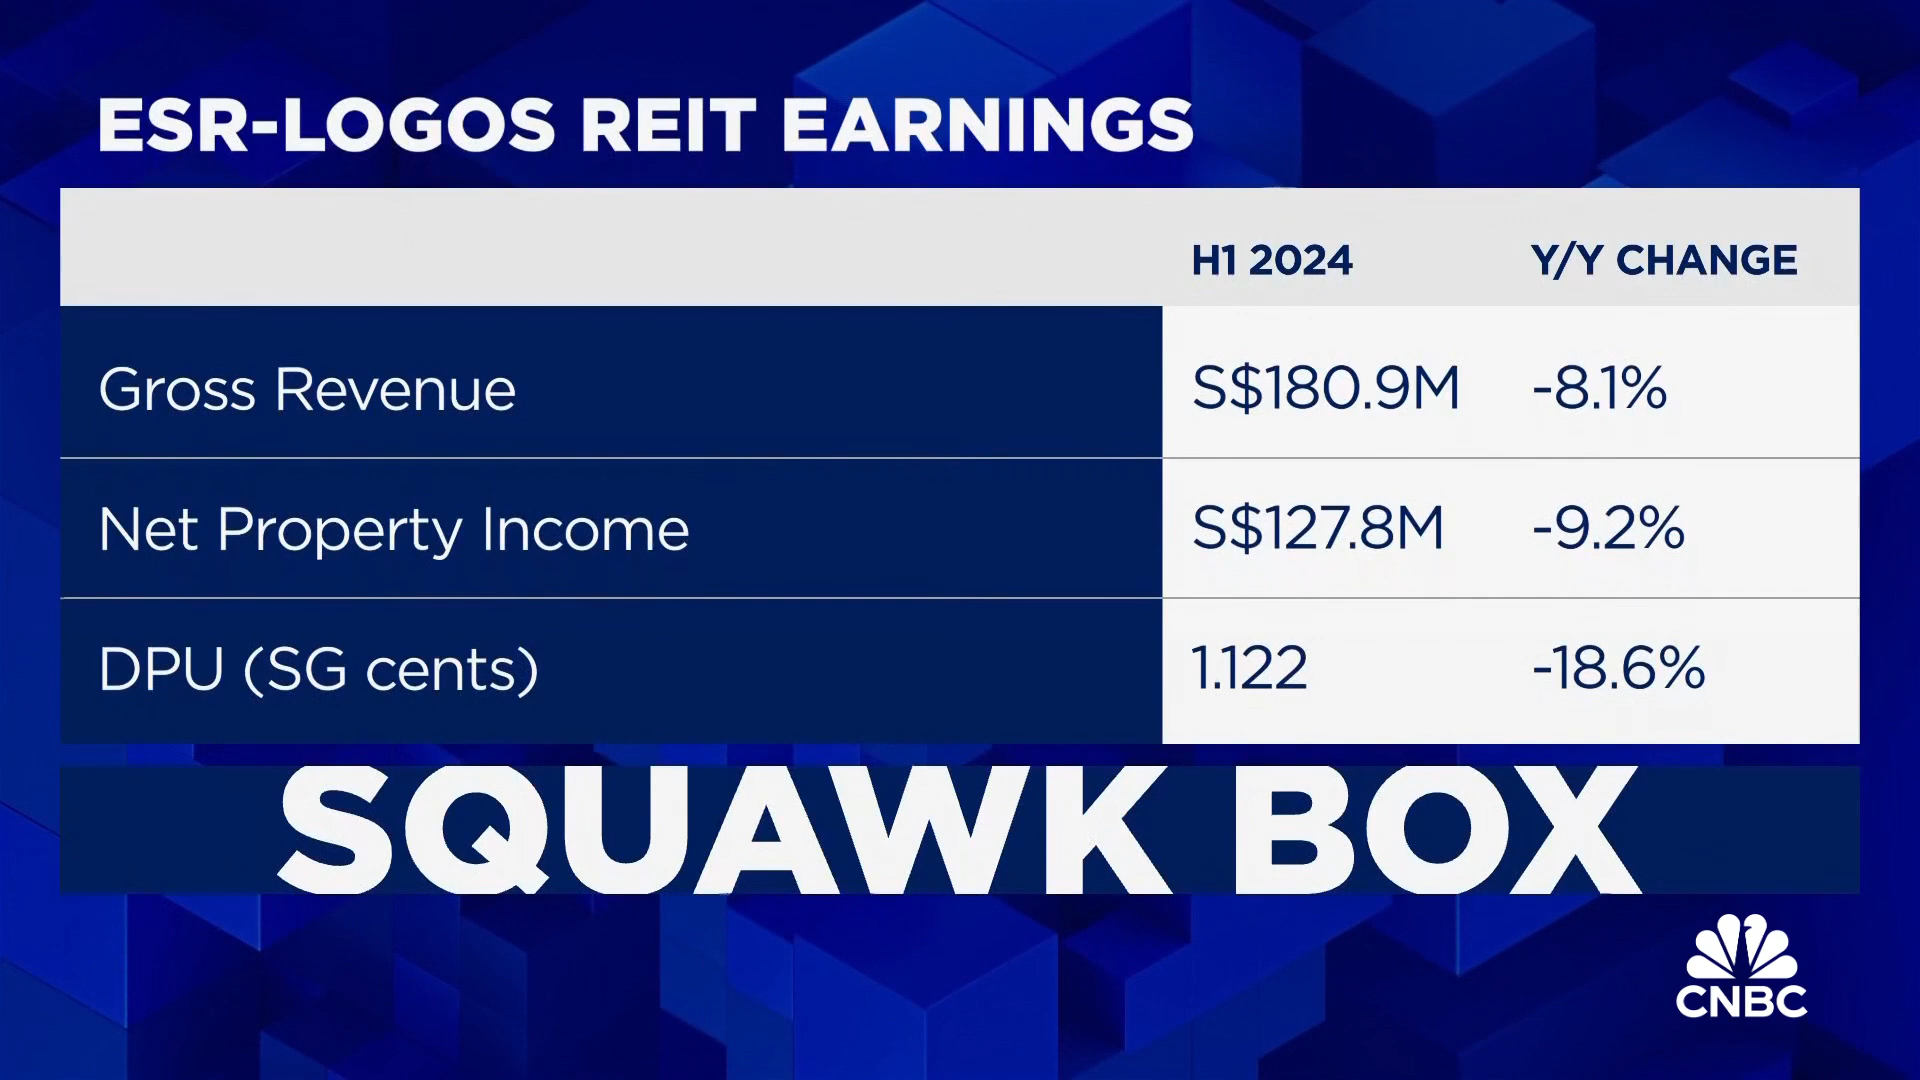 ESR-LOGOS REIT EARNINGS
H1 2024 Y/Y CHANGE
Gross Revenue S$180.9M -8.1%
Net Property Income S$127.8M -9.2%
DPU (SG cents) 1.122 -18.6%
SQUAWK BOX
CNBC